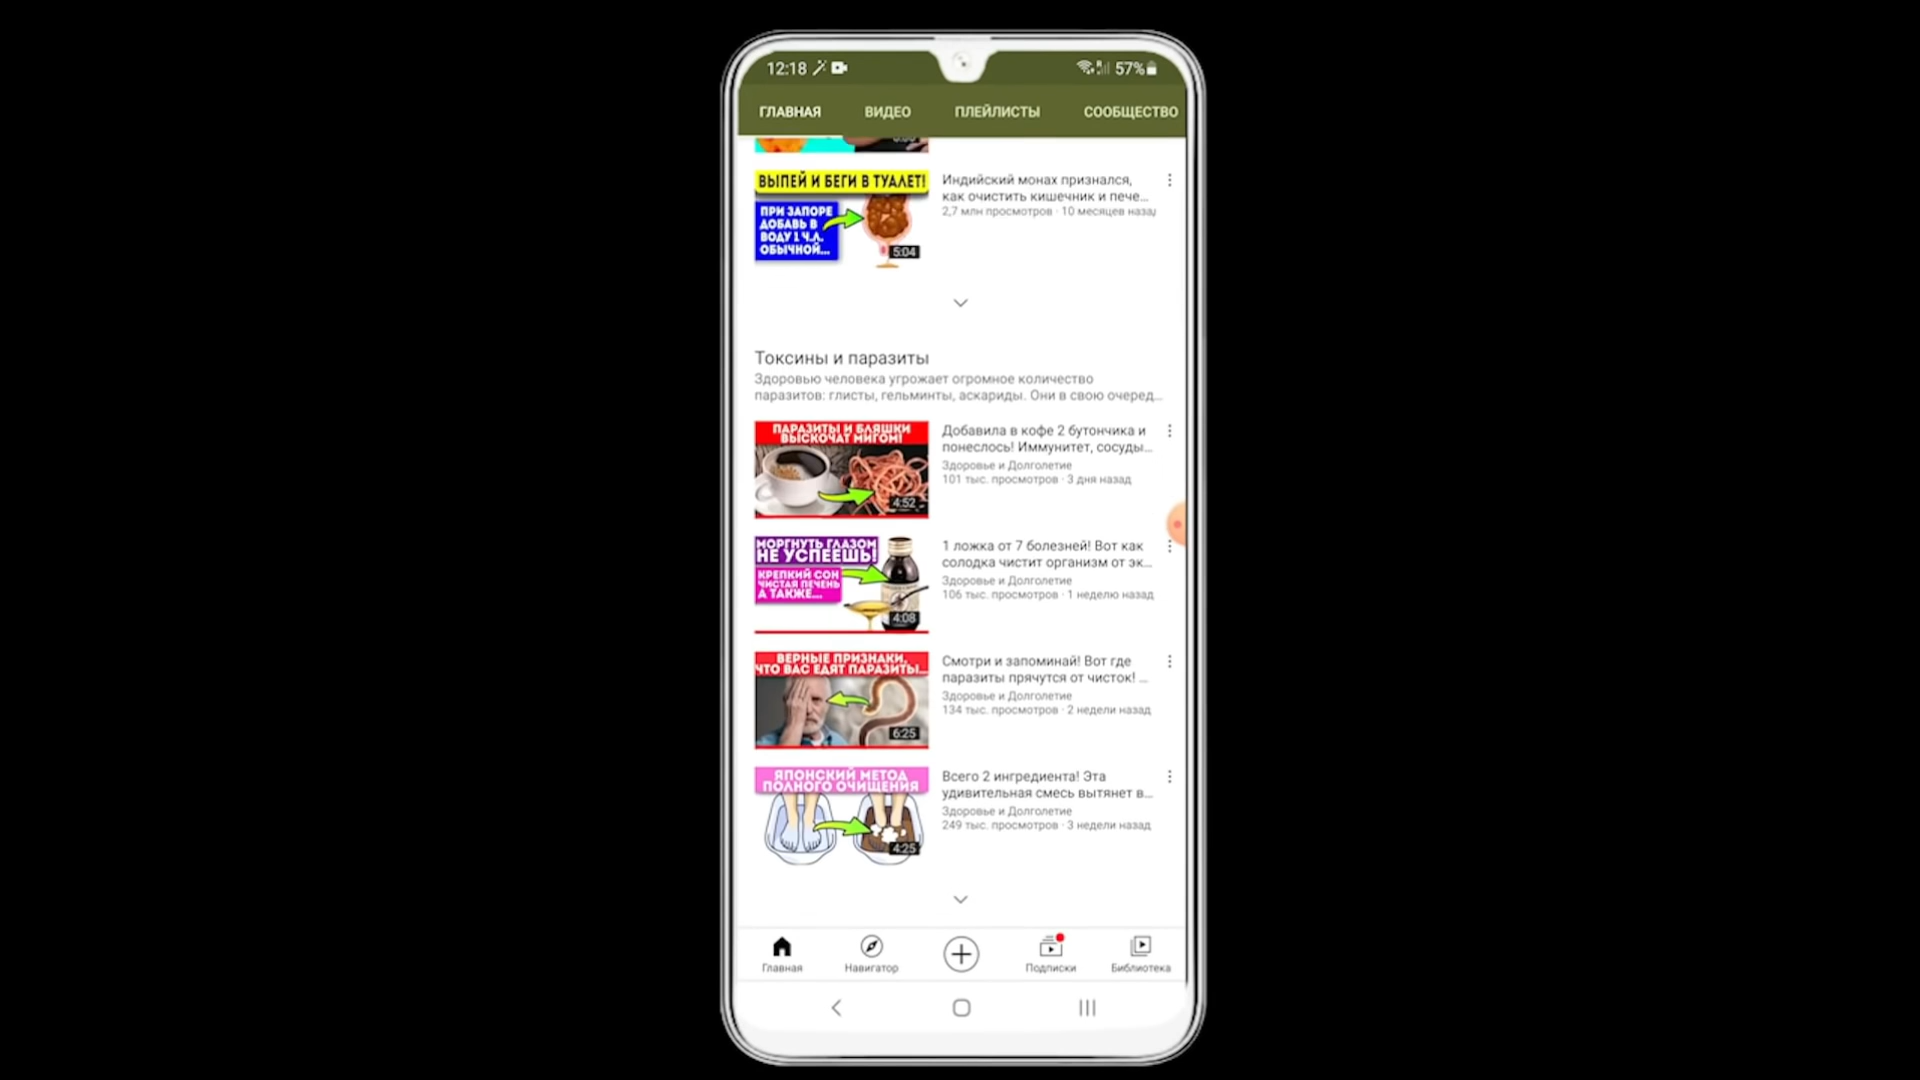 12:18
57%
ГЛАВНАЯ
ВИДЕО
ПЛЕЙЛИСТЫ
СООБЩЕСТВО
ВЫПЕЙ И БЕГИ В ТУАЛЕТ!
ПРИ ЗАПОРЕ
ДОБАВЬ В
ВОДУ 1 Ч.Л.
ОБЫЧНОЙ...
5:04
Индийский монах признался,
как очистить кишечник и пече...
2,7 млн просмотров · 10 месяцев назад
Токсины и паразиты
Здоровью человека угрожает огромное количество
паразитов: глисты, гельминты, аскариды. Они в свою очеред...
ПАРАЗИТЫ И БЛЯШКИ
ВЫСКОЧАТ МИГОМ!
4:52
Добавила в кофе 2 бутончика и
понеслось! Иммунитет, сосуды...
Здоровье и Долголетие
101 тыс. просмотров · 3 дня назад
МОРГНУТЬ ГЛАЗОМ
НЕ УСПЕЕШЬ!
КРЕПКИЙ СОН
ЧИСТАЯ ПЕЧЕНЬ
А ТАКЖЕ...
4:08
1 ложка от 7 болезней! Вот как
солодка чистит организм от эк...
Здоровье и Долголетие
106 тыс. просмотров · 1 неделю назад
ВЕРНЫЕ ПРИЗНАКИ,
ЧТО ВАС ЕДЯТ ПАРАЗИТЫ...
6:25
Смотри и запоминай! Вот где
паразиты прячутся от чисток! ...
Здоровье и Долголетие
134 тыс. просмотров · 2 недели назад
ЯПОНСКИЙ МЕТОД
ПОЛНОГО ОЧИЩЕНИЯ
4:25
Всего 2 ингредиента! Эта
удивительная смесь вытянет в...
Здоровье и Долголетие
249 тыс. просмотров · 3 недели назад
Главная
Навигатор
Подписки
Библиотека